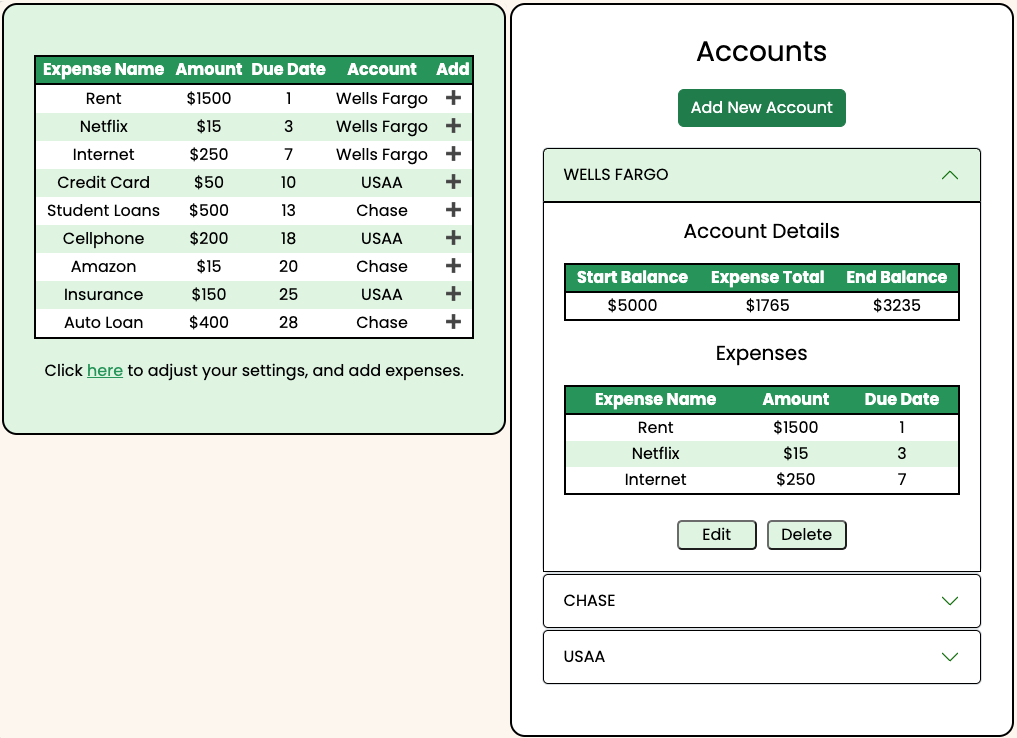 Expense Name Amount Due Date Account Add
Rent $1500 1 Wells Fargo ➕
Netflix $15 3 Wells Fargo ➕
Internet $250 7 Wells Fargo ➕
Credit Card $50 10 USAA ➕
Student Loans $500 13 Chase ➕
Cellphone $200 18 USAA ➕
Amazon $15 20 Chase ➕
Insurance $150 25 USAA ➕
Auto Loan $400 28 Chase ➕
Click here to adjust your settings, and add expenses.
Accounts
Add New Account
WELLS FARGO
Account Details
Start Balance Expense Total End Balance
$5000 $1765 $3235
Expenses
Expense Name Amount Due Date
Rent $1500 1
Netflix $15 3
Internet $250 7
Edit Delete
CHASE
USAA